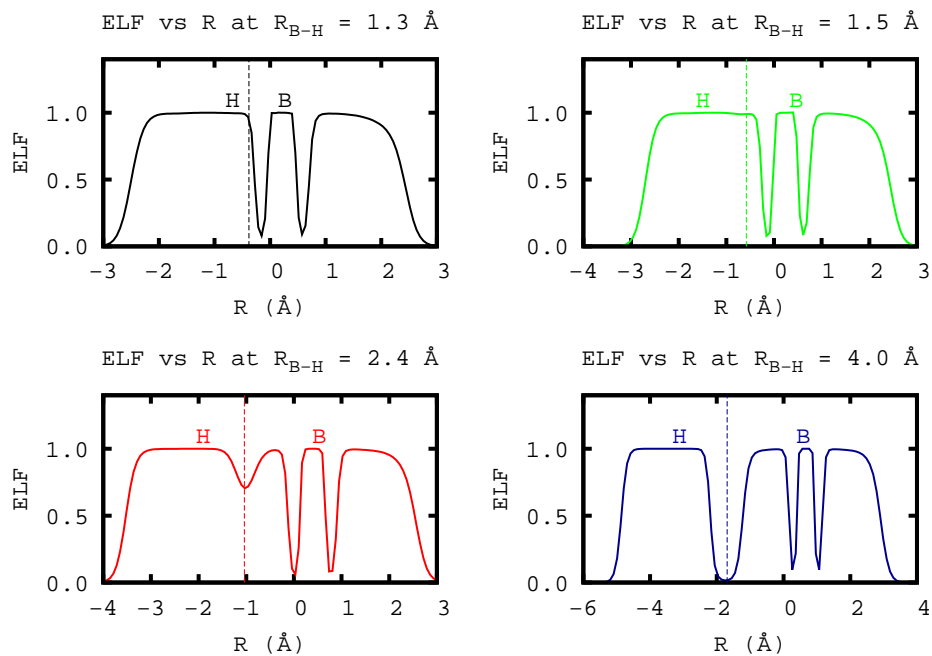 ELF vs R at R_B-H = 1.3 Å
H B
ELF
1.0
0.5
0.0
−3 −2 −1 0 1 2 3
R (Å)
ELF vs R at R_B-H = 1.5 Å
H B
ELF
1.0
0.5
0.0
−4 −3 −2 −1 0 1 2 3
R (Å)
ELF vs R at R_B-H = 2.4 Å
H B
ELF
1.0
0.5
0.0
−4 −3 −2 −1 0 1 2 3
R (Å)
ELF vs R at R_B-H = 4.0 Å
H B
ELF
1.0
0.5
0.0
−6 −4 −2 0 2 4
R (Å)